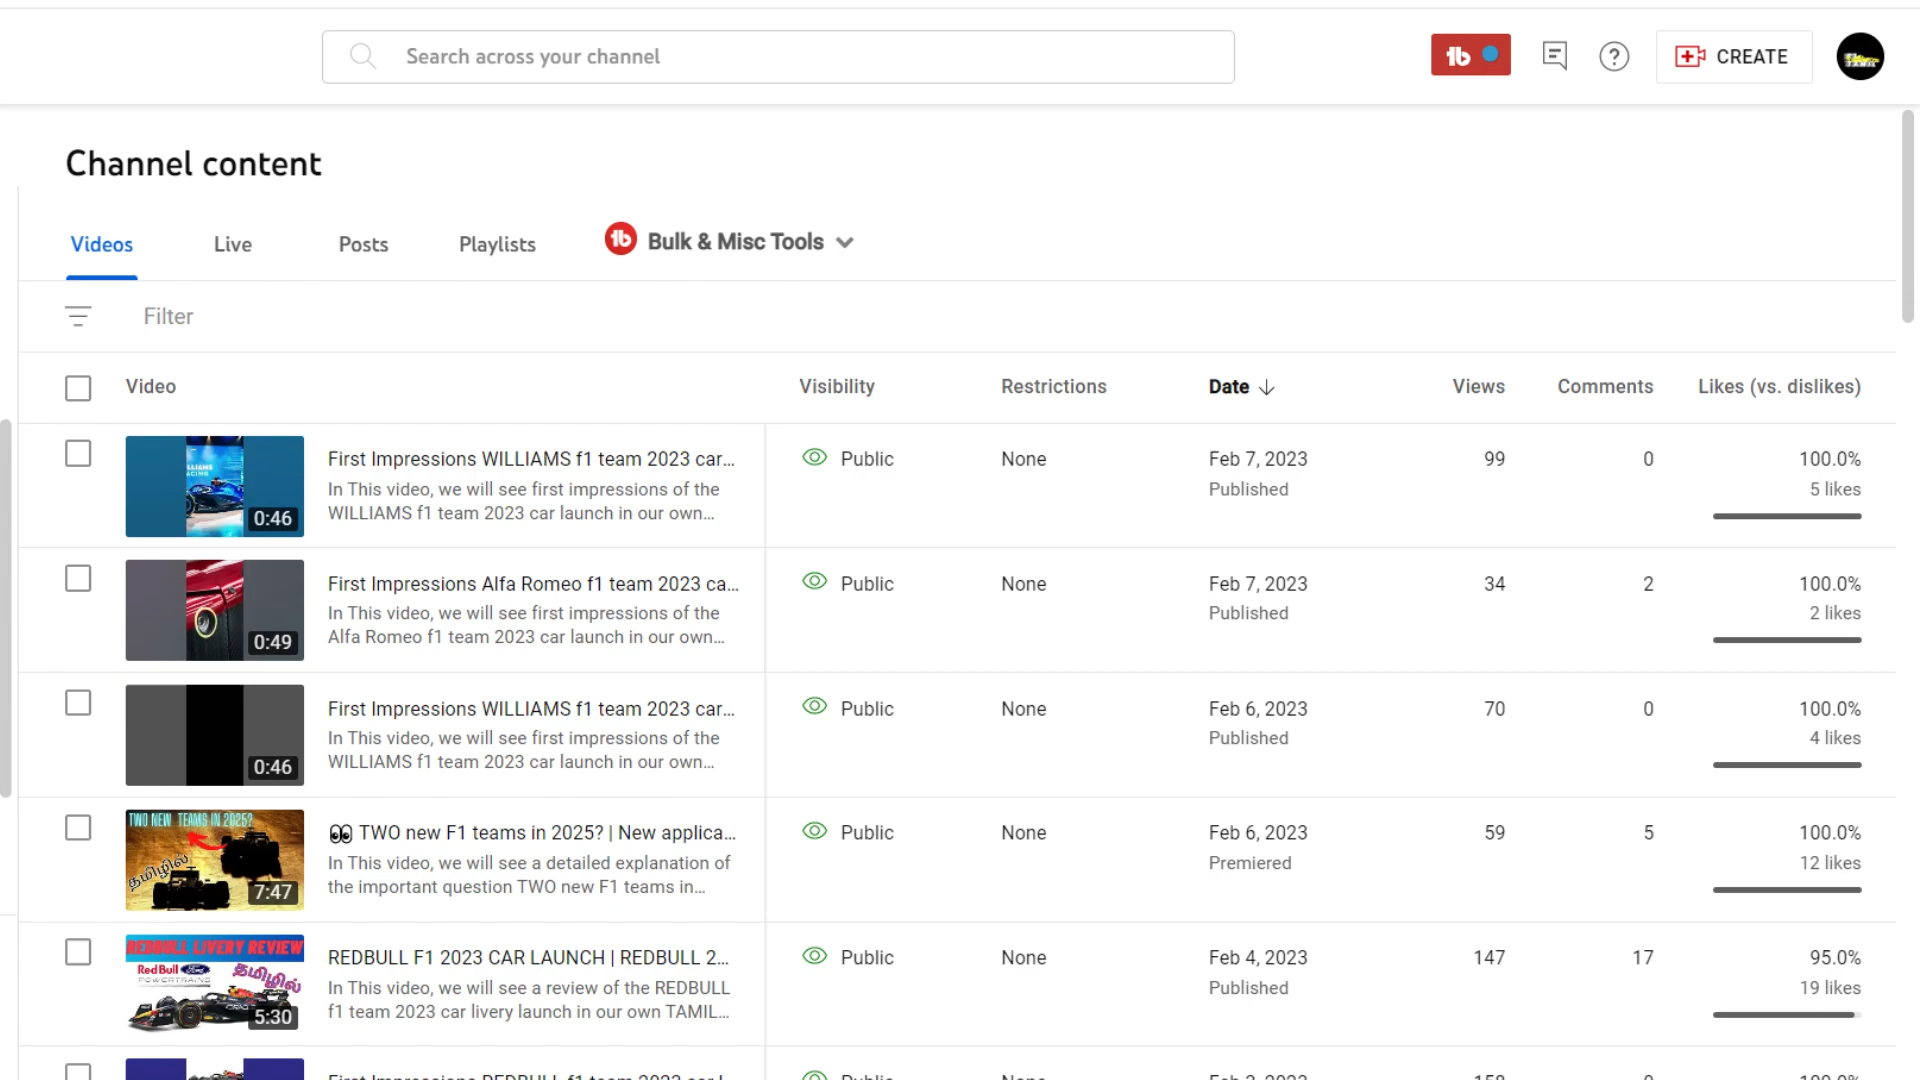 Search across your channel
CREATE
Channel content
Videos
Live
Posts
Playlists
Bulk & Misc Tools
Filter
Video
Visibility
Restrictions
Date
Views
Comments
Likes (vs. dislikes)
0:46
First Impressions WILLIAMS f1 team 2023 car...
In This video, we will see first impressions of the
WILLIAMS f1 team 2023 car launch in our own...
Public
None
Feb 7, 2023
Published
99
0
100.0%
5 likes
0:49
First Impressions Alfa Romeo f1 team 2023 ca...
In This video, we will see first impressions of the
Alfa Romeo f1 team 2023 car launch in our own...
Public
None
Feb 7, 2023
Published
34
2
100.0%
2 likes
0:46
First Impressions WILLIAMS f1 team 2023 car...
In This video, we will see first impressions of the
WILLIAMS f1 team 2023 car launch in our own...
Public
None
Feb 6, 2023
Published
70
0
100.0%
4 likes
TWO NEW TEAMS IN 2025?
தமிழில்
7:47
👀 TWO new F1 teams in 2025? | New applica...
In This video, we will see a detailed explanation of
the important question TWO new F1 teams in...
Public
None
Feb 6, 2023
Premiered
59
5
100.0%
12 likes
REDBULL LIVERY REVIEW
Red Bull Ford
POWERTRAINS
தமிழில்
5:30
REDBULL F1 2023 CAR LAUNCH | REDBULL 2...
In This video, we will see a review of the REDBULL
f1 team 2023 car livery launch in our own TAMIL...
Public
None
Feb 4, 2023
Published
147
17
95.0%
19 likes